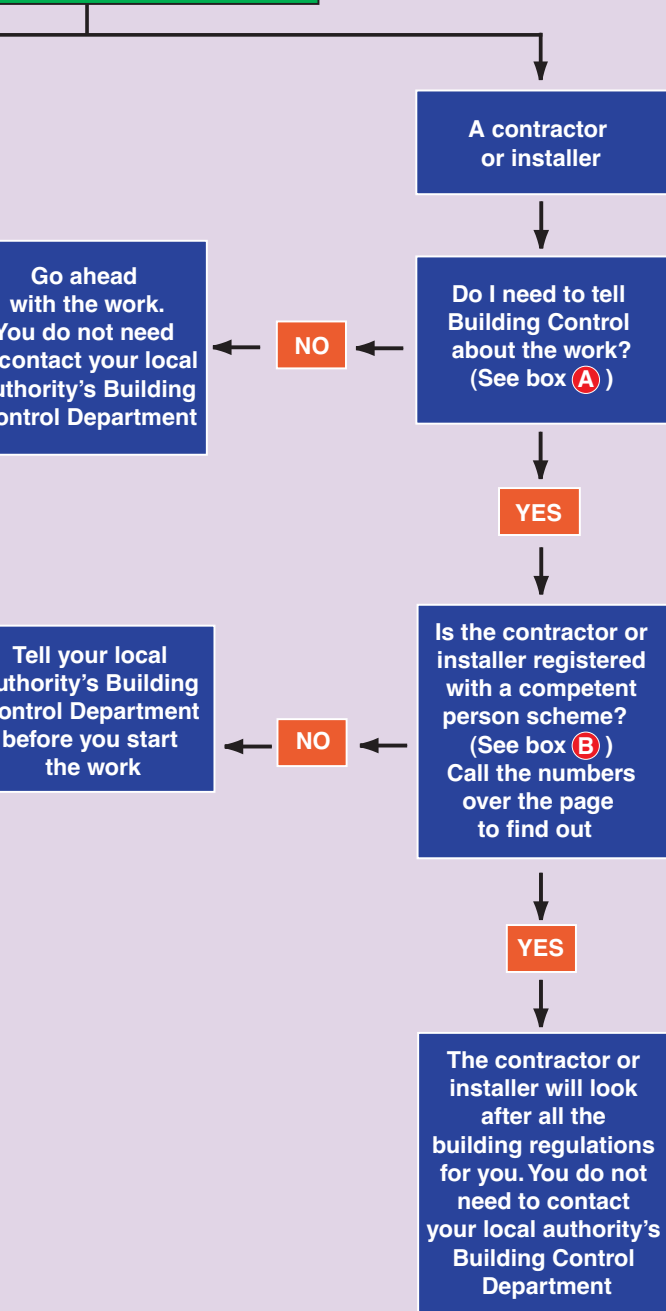 A contractor
or installer
Do I need to tell
Building Control
about the work?
(See box A )
NO
Go ahead
with the work.
You do not need
contact your local
uthority's Building
ontrol Department
YES
Is the contractor or
installer registered
with a competent
person scheme?
(See box B )
Call the numbers
over the page
to find out
NO
Tell your local
uthority's Building
ontrol Department
before you start
the work
YES
The contractor or
installer will look
after all the
building regulations
for you. You do not
need to contact
your local authority's
Building Control
Department